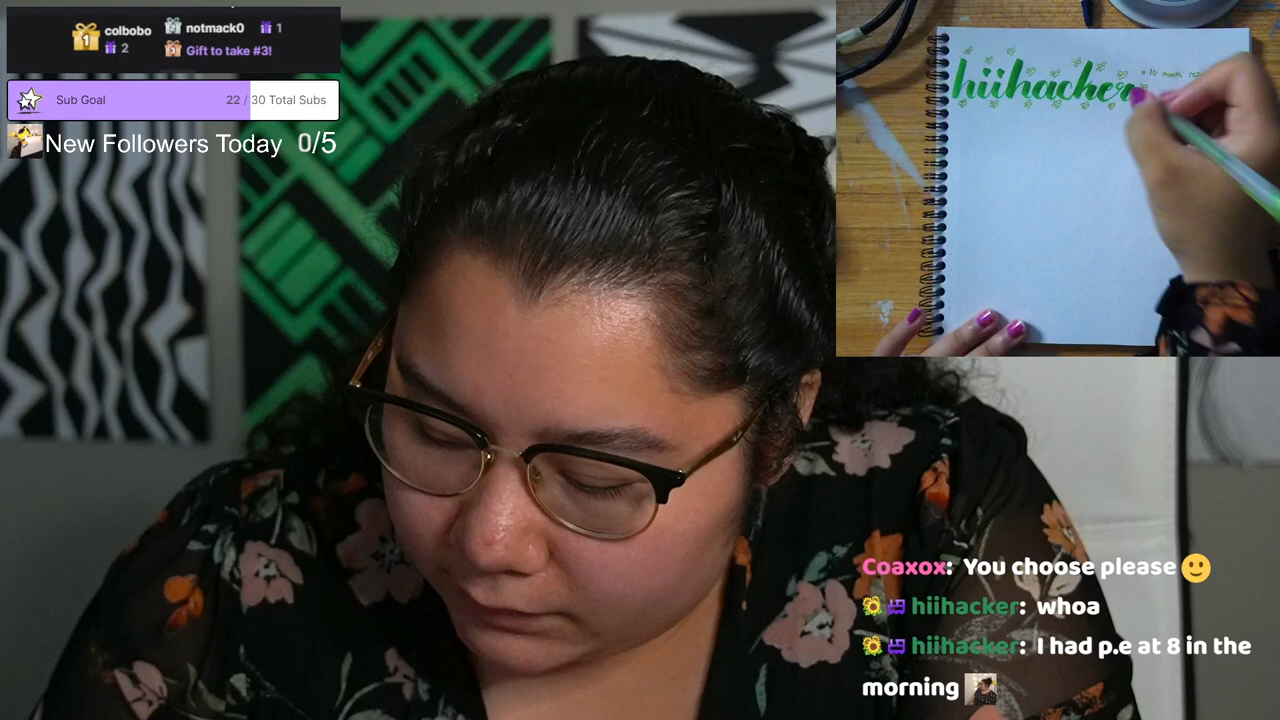 colbobo
2
notmack0 1
Gift to take #3!
Sub Goal 22 / 30 Total Subs
New Followers Today 0/5
hiihacker
Coaxox: You choose please
hiihacker: whoa
hiihacker: I had p.e at 8 in the
morning